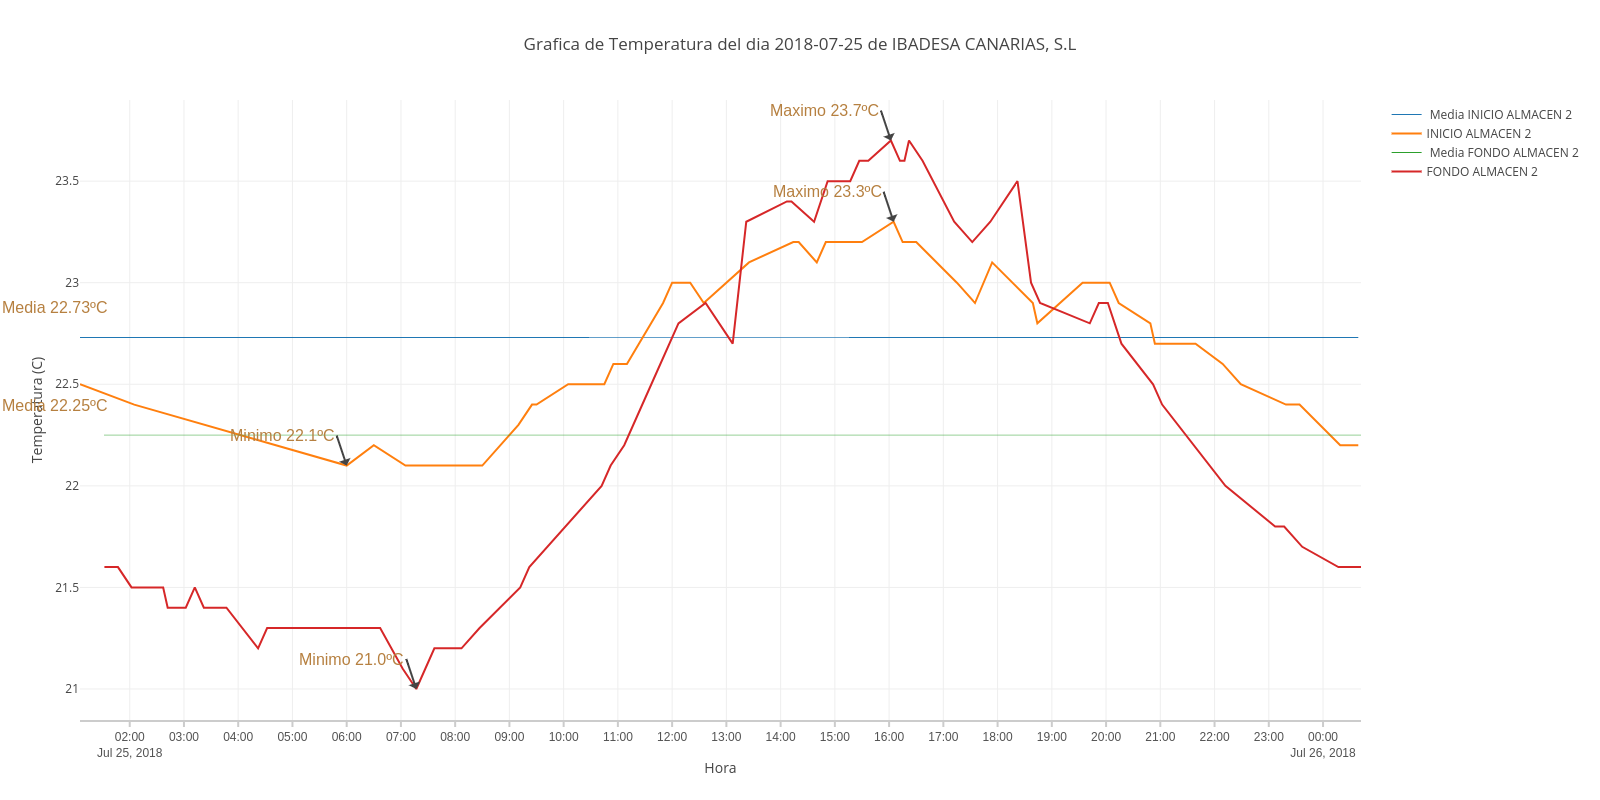 Grafica de Temperatura del dia 2018-07-25 de IBADESA CANARIAS, S.L
Maximo 23.7ºC
Media INICIO ALMACEN 2
INICIO ALMACEN 2
Media FONDO ALMACEN 2
FONDO ALMACEN 2
23.5
Maximo 23.3ºC
23
Media 22.73ºC
22.5
Media 22.25ºC
Temperatura (C)
Minimo 22.1ºC
22
21.5
Minimo 21.0ºC
21
02:00 03:00 04:00 05:00 06:00 07:00 08:00 09:00 10:00 11:00 12:00 13:00 14:00 15:00 16:00 17:00 18:00 19:00 20:00 21:00 22:00 23:00 00:00
Jul 25, 2018 Jul 26, 2018
Hora